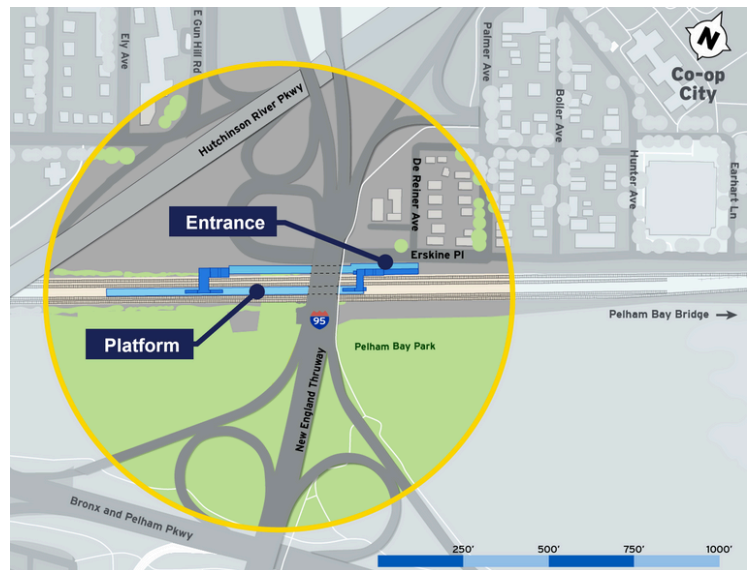 E Gun Hill Rd
Ely Ave
Palmer Ave
N
Co-op
City
Boller Ave
Hutchinson River Pkwy
De Reiner Ave
Hunter Ave
Earhart Ln
Entrance
Erskine Pl
Platform
95
Pelham Bay Bridge →
Pelham Bay Park
New England Thruway
Bronx and Pelham Pkwy
250' 500' 750' 1000'